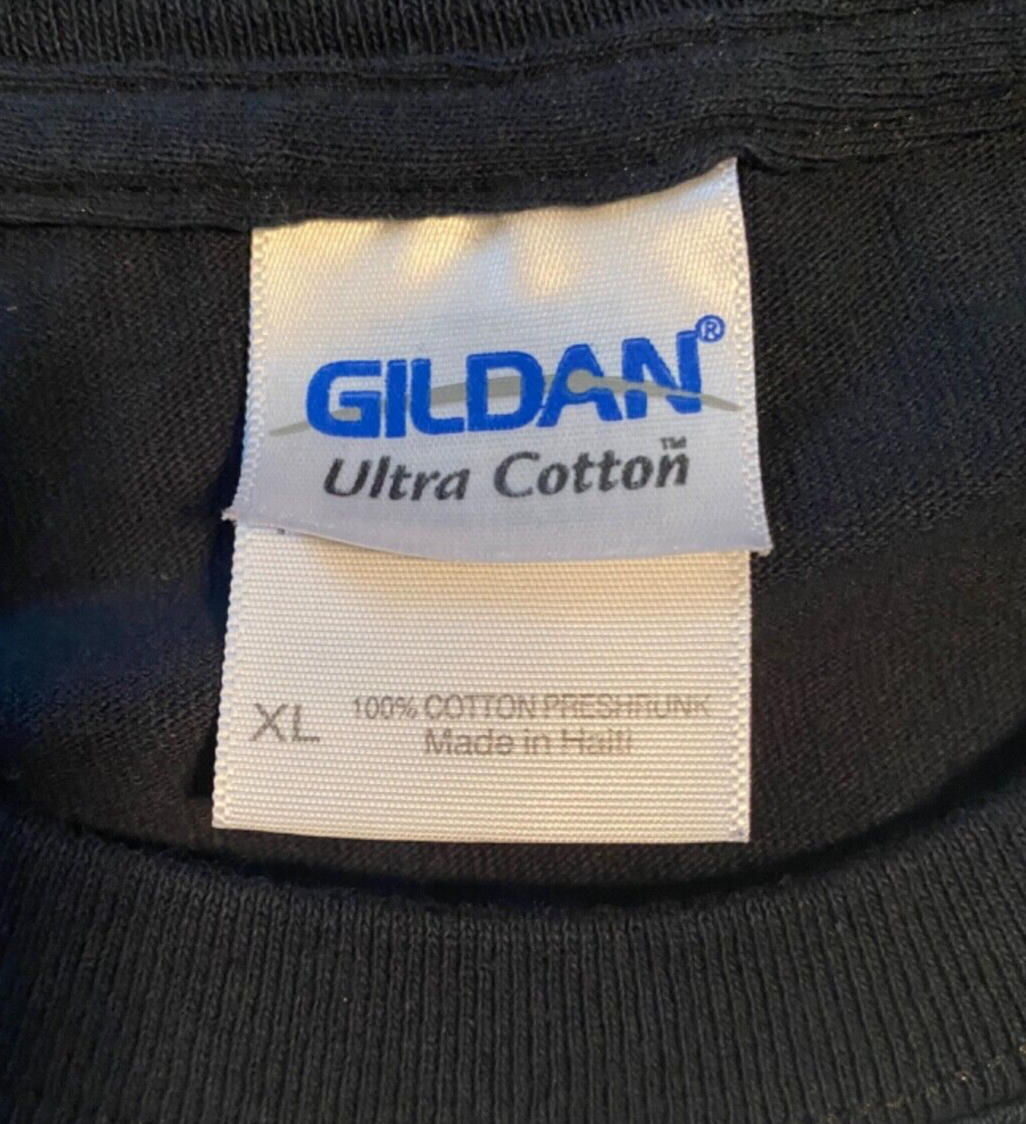 GILDAN®
Ultra Cotton™
XL 100% COTTON PRESHRUNK
Made in Haiti